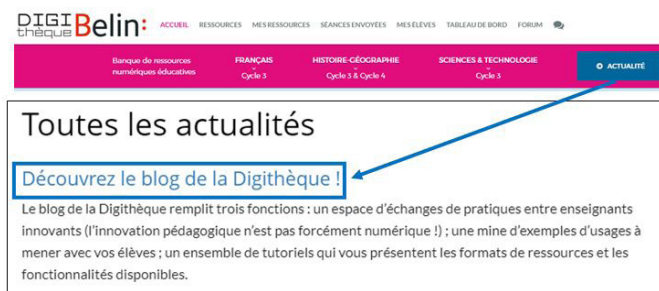 DIGI
thèque Belin:
ACCUEIL RESSOURCES MES RESSOURCES SÉANCES ENVOYÉES MES ÉLÈVES TABLEAU DE BORD FORUM
Banque de ressources
numériques éducatives
FRANÇAIS
Cycle 3
HISTOIRE-GÉOGRAPHIE
Cycle 3 & Cycle 4
SCIENCES & TECHNOLOGIE
Cycle 3
ACTUALITÉ
Toutes les actualités
Découvrez le blog de la Digithèque !
Le blog de la Digithèque remplit trois fonctions : un espace d’échanges de pratiques entre enseignants
innovants (l’innovation pédagogique n’est pas forcément numérique !) ; une mine d’exemples d’usages à
mener avec vos élèves ; un ensemble de tutoriels qui vous présentent les formats de ressources et les
fonctionnalités disponibles.